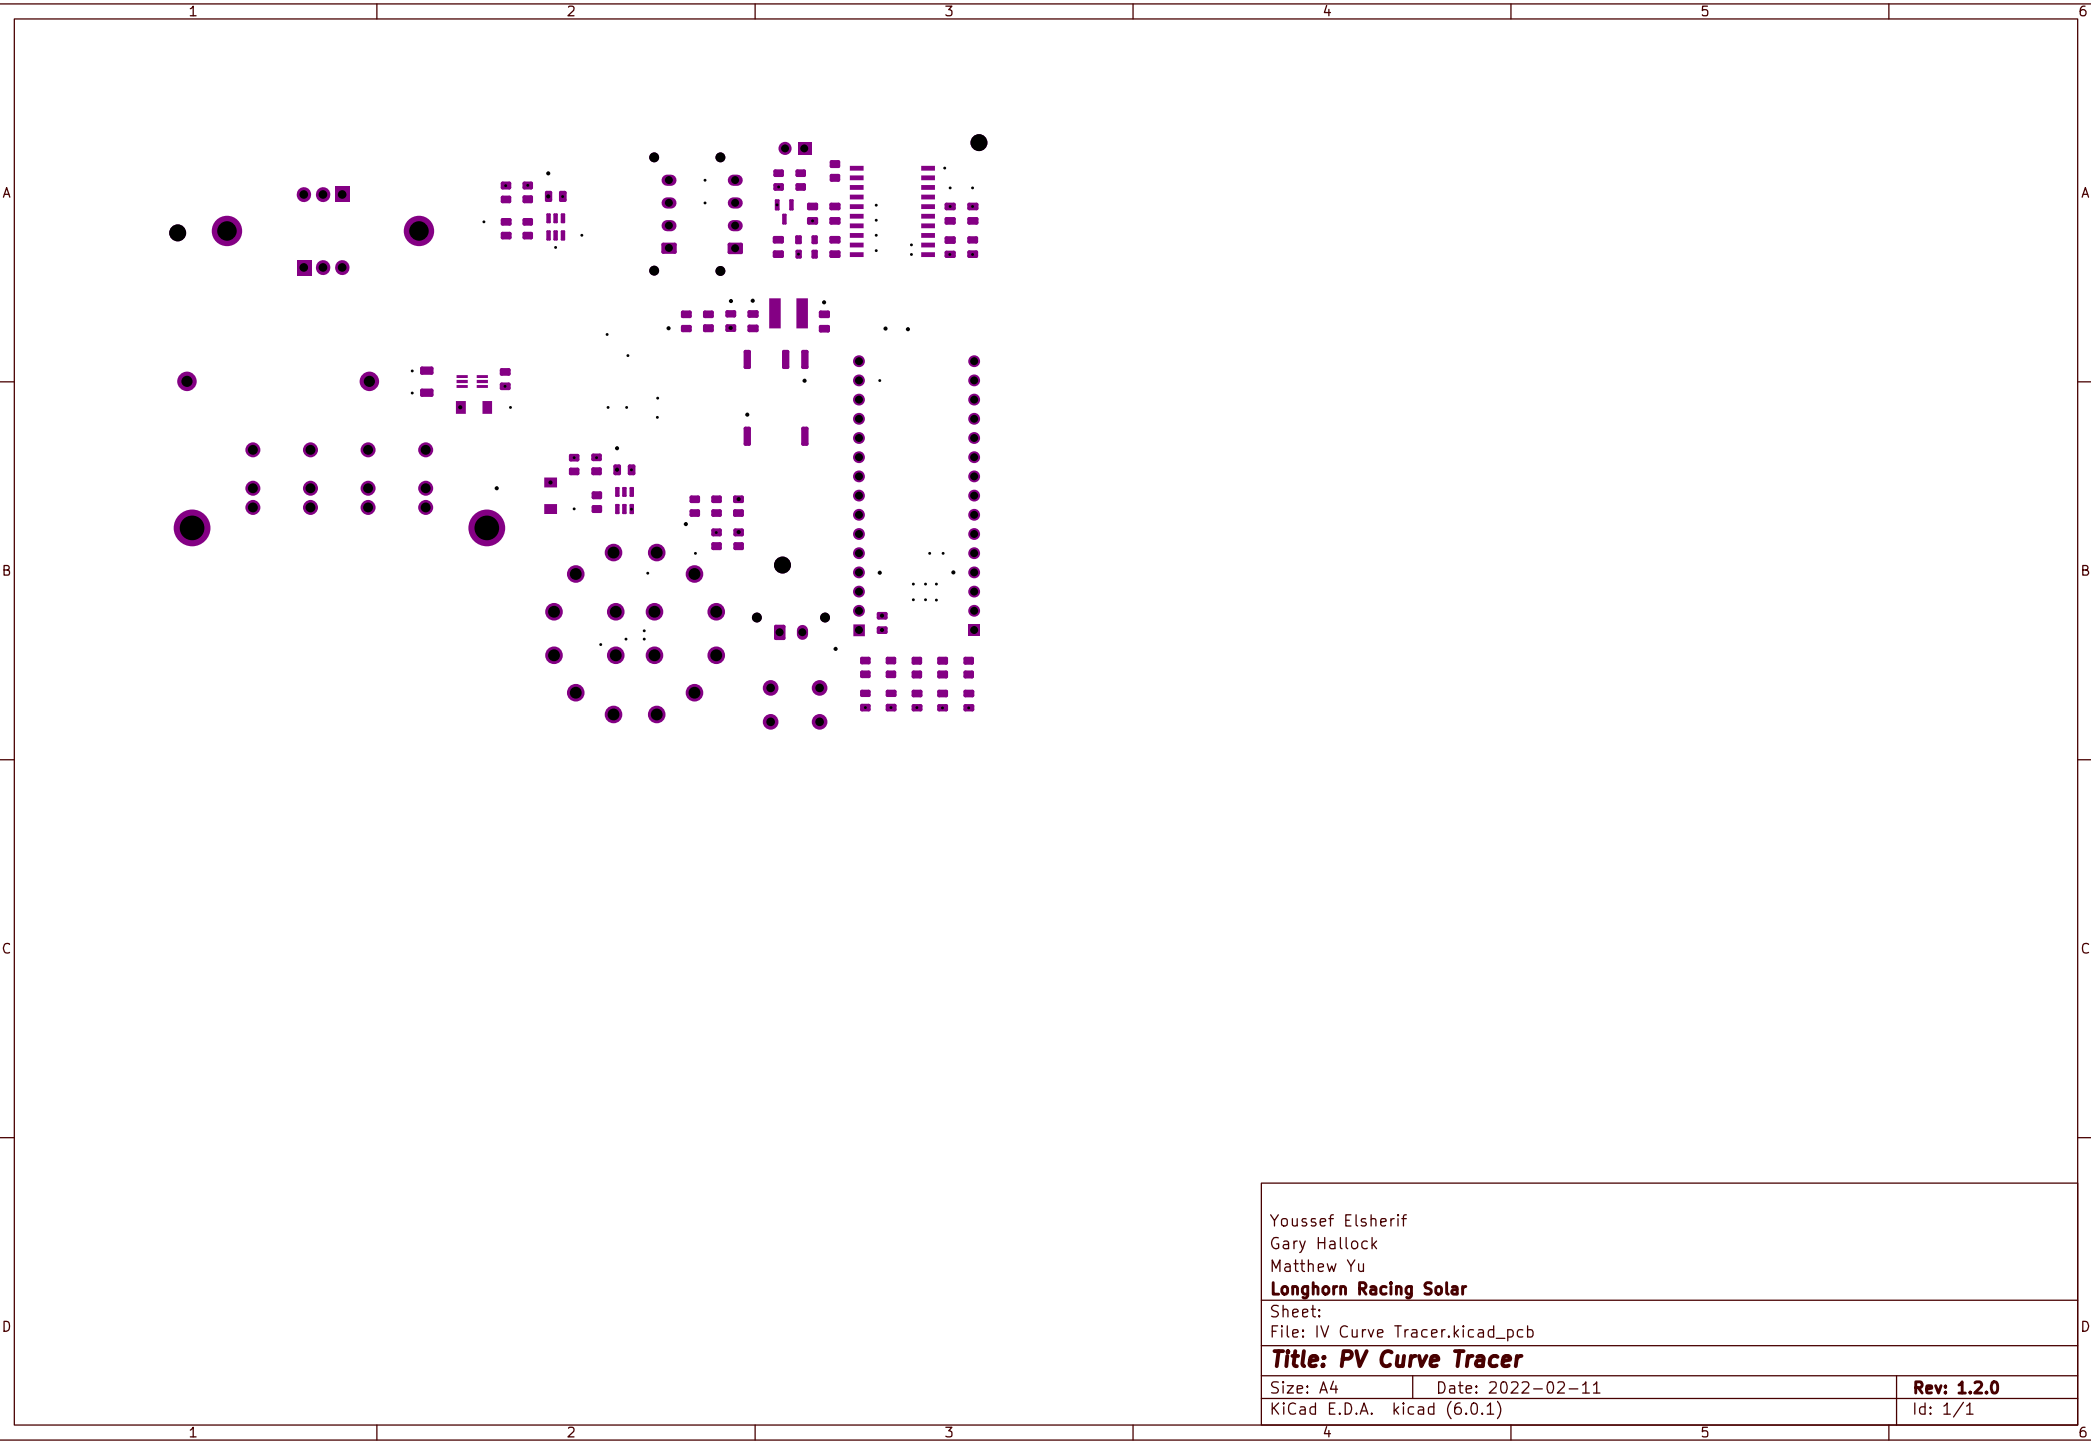 1 2 3 4 5 6
A A
B B
C C
D D
Youssef Elsherif
Gary Hallock
Matthew Yu
Longhorn Racing Solar
Sheet:
File: IV Curve Tracer.kicad_pcb
Title: PV Curve Tracer
Size: A4 Date: 2022-02-11 Rev: 1.2.0
KiCad E.D.A. kicad (6.0.1) Id: 1/1
1 2 3 4 5 6